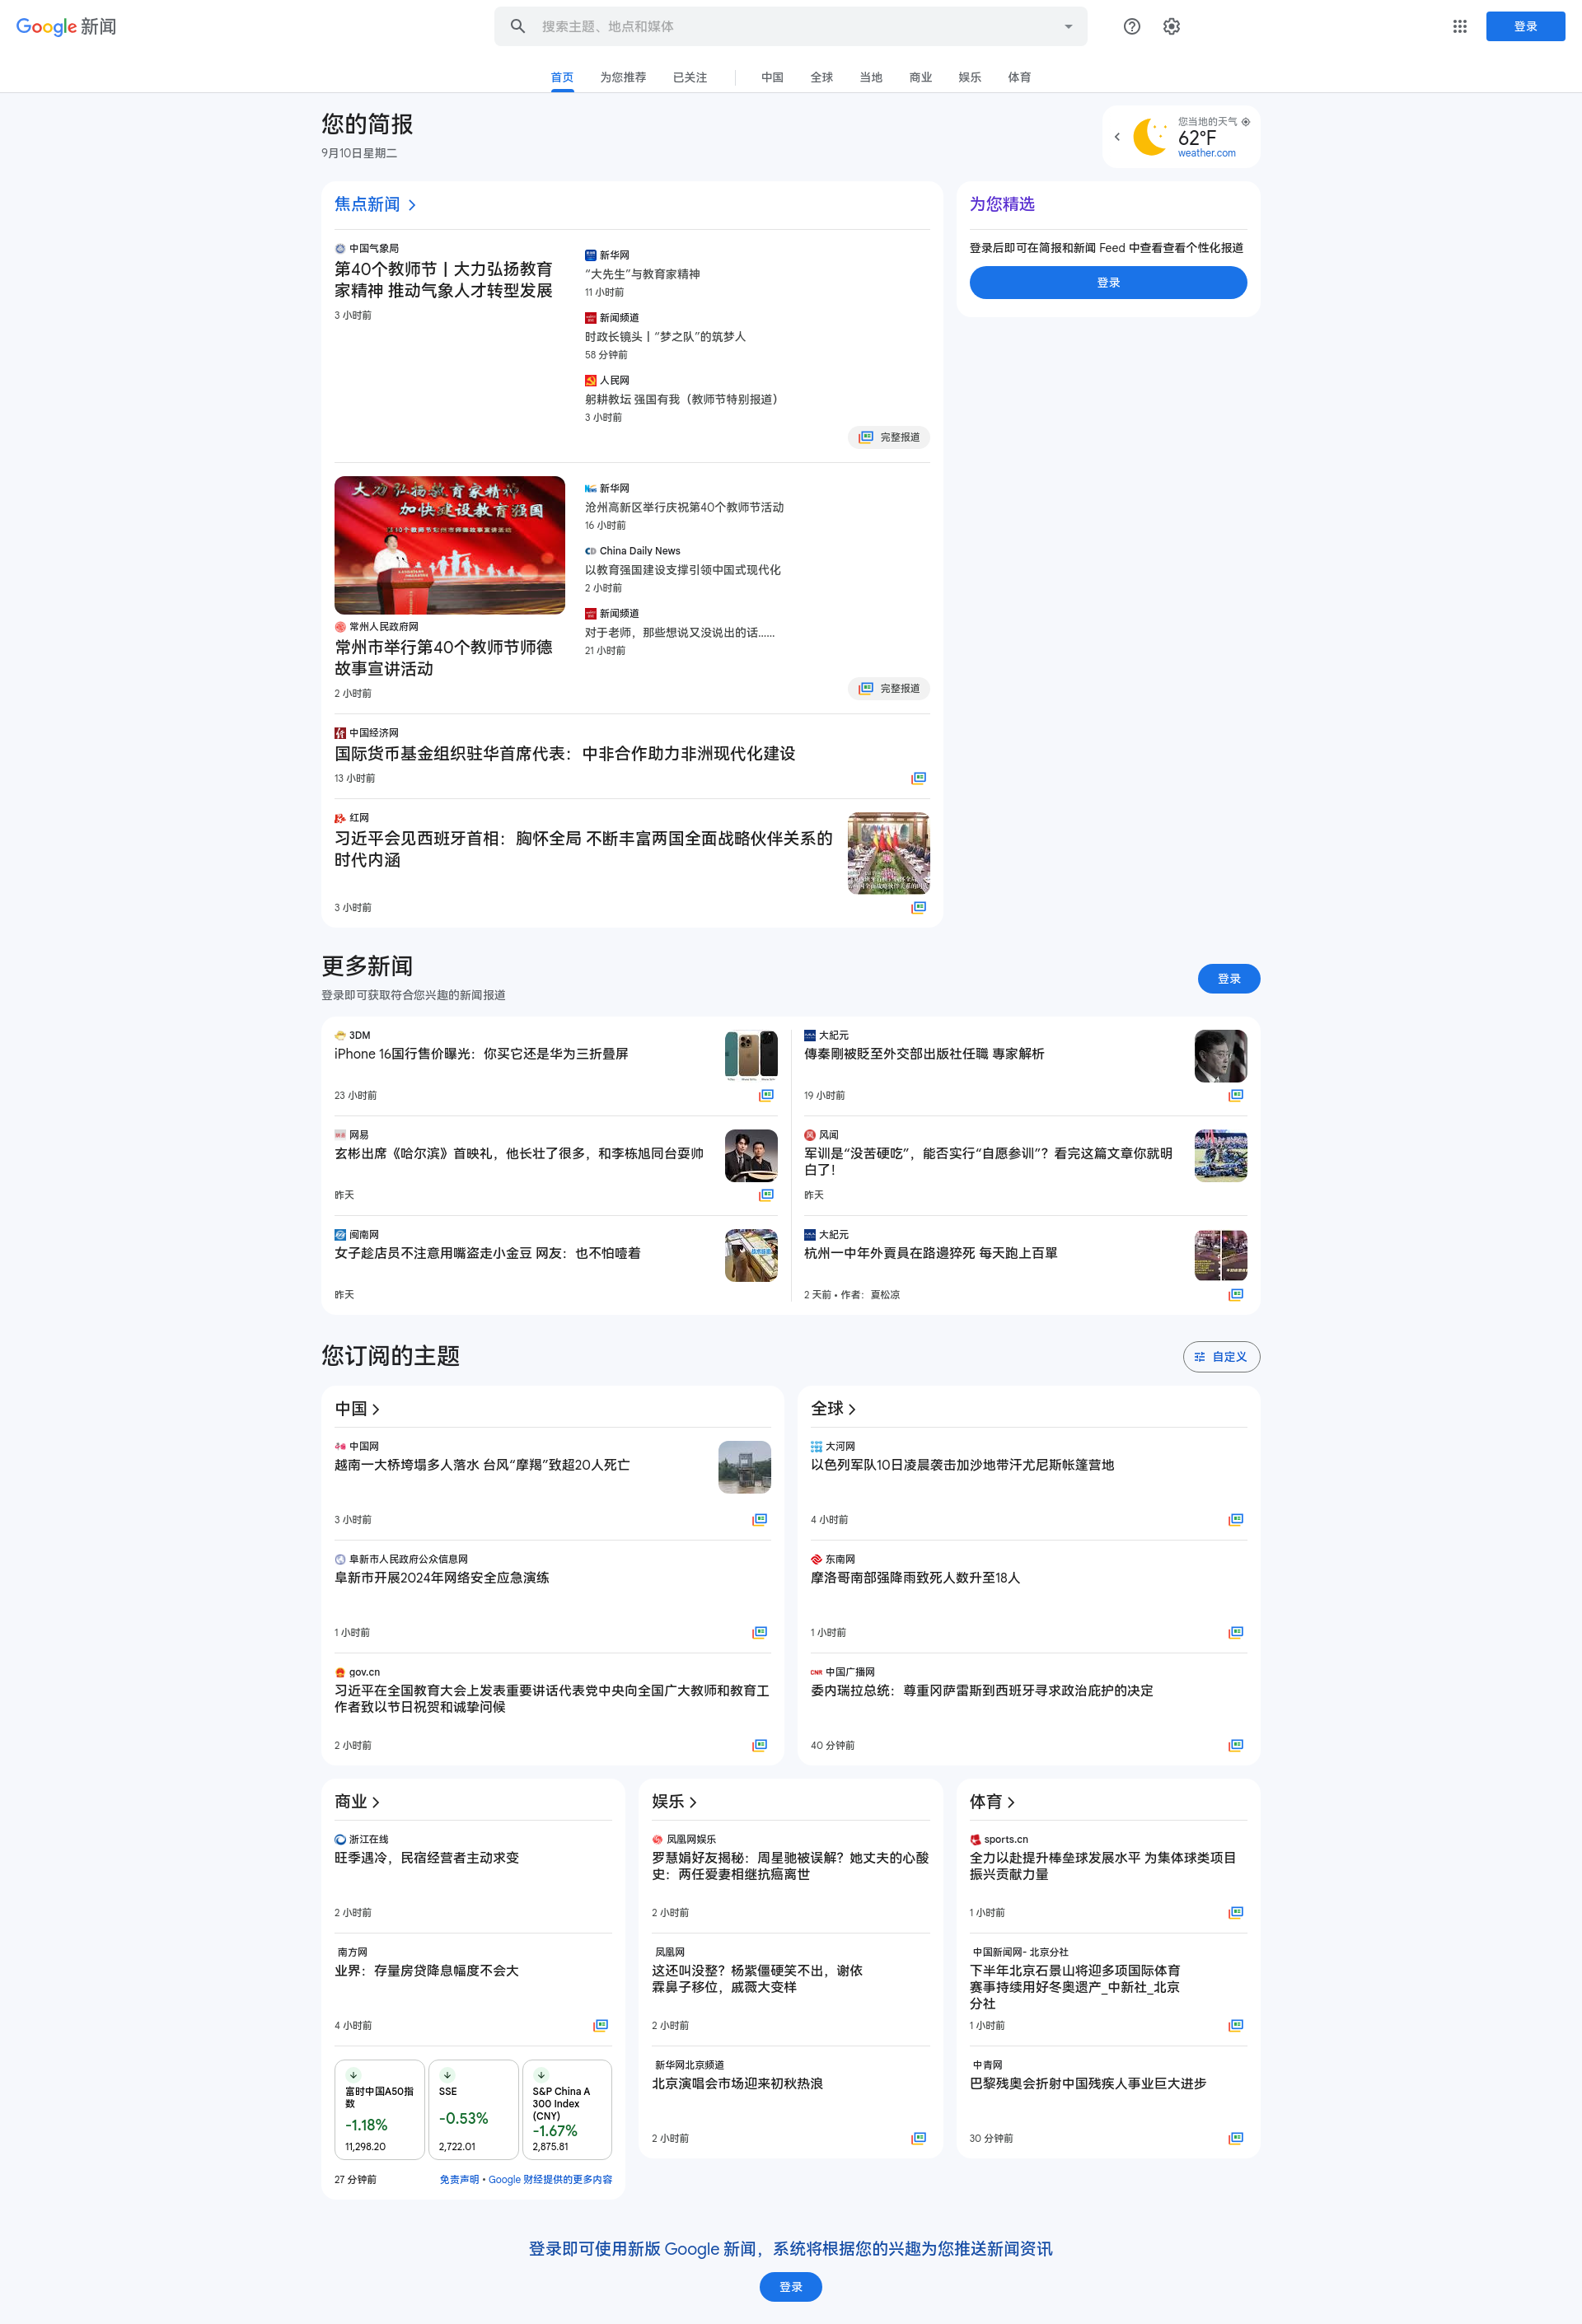 Google 新闻
搜索主题、地点和媒体
登录
首页
为您推荐
已关注
中国
全球
当地
商业
娱乐
体育
您的简报
9月10日星期二
您当地的天气
62°F
weather.com
焦点新闻
中国气象局
第40个教师节丨大力弘扬教育
家精神 推动气象人才转型发展
3 小时前
新华网
“大先生”与教育家精神
11 小时前
新闻频道
时政长镜头丨“梦之队”的筑梦人
58 分钟前
人民网
躬耕教坛 强国有我（教师节特别报道）
3 小时前
完整报道
为您精选
登录后即可在简报和新闻 Feed 中查看查看个性化报道
登录
大力弘扬教育家精神
加快建设教育强国
常州人民政府网
常州市举行第40个教师节师德
故事宣讲活动
2 小时前
新华网
沧州高新区举行庆祝第40个教师节活动
16 小时前
China Daily News
以教育强国建设支撑引领中国式现代化
2 小时前
新闻频道
对于老师，那些想说又没说出的话……
21 小时前
完整报道
中国经济网
国际货币基金组织驻华首席代表：中非合作助力非洲现代化建设
13 小时前
红网
习近平会见西班牙首相：胸怀全局 不断丰富两国全面战略伙伴关系的
时代内涵
3 小时前
更多新闻
登录即可获取符合您兴趣的新闻报道
登录
3DM
iPhone 16国行售价曝光：你买它还是华为三折叠屏
23 小时前
大紀元
傳秦剛被貶至外交部出版社任職 專家解析
19 小时前
网易
玄彬出席《哈尔滨》首映礼，他长壮了很多，和李栋旭同台耍帅
昨天
风闻
军训是“没苦硬吃”，能否实行“自愿参训”？看完这篇文章你就明
白了！
昨天
闽南网
女子趁店员不注意用嘴盗走小金豆 网友：也不怕噎着
昨天
大紀元
杭州一中年外賣員在路邊猝死 每天跑上百單
2 天前 • 作者：夏松凉
您订阅的主题
自定义
中国
中国网
越南一大桥垮塌多人落水 台风“摩羯”致超20人死亡
3 小时前
阜新市人民政府公众信息网
阜新市开展2024年网络安全应急演练
1 小时前
gov.cn
习近平在全国教育大会上发表重要讲话代表党中央向全国广大教师和教育工
作者致以节日祝贺和诚挚问候
2 小时前
全球
大河网
以色列军队10日凌晨袭击加沙地带汗尤尼斯帐篷营地
4 小时前
东南网
摩洛哥南部强降雨致死人数升至18人
1 小时前
CNR 中国广播网
委内瑞拉总统：尊重冈萨雷斯到西班牙寻求政治庇护的决定
40 分钟前
商业
浙江在线
旺季遇冷，民宿经营者主动求变
2 小时前
南方网
业界：存量房贷降息幅度不会大
4 小时前
富时中国A50指
数
-1.18%
11,298.20
SSE
-0.53%
2,722.01
S&P China A
300 Index
(CNY)
-1.67%
2,875.81
27 分钟前
免责声明 • Google 财经提供的更多内容
娱乐
凤凰网娱乐
罗慧娟好友揭秘：周星驰被误解？她丈夫的心酸
史：两任爱妻相继抗癌离世
2 小时前
凤凰网
这还叫没整？杨紫僵硬笑不出，谢依
霖鼻子移位，戚薇大变样
2 小时前
新华网北京频道
北京演唱会市场迎来初秋热浪
2 小时前
体育
sports.cn
全力以赴提升棒垒球发展水平 为集体球类项目
振兴贡献力量
1 小时前
中国新闻网- 北京分社
下半年北京石景山将迎多项国际体育
赛事持续用好冬奥遗产_中新社_北京
分社
1 小时前
中青网
巴黎残奥会折射中国残疾人事业巨大进步
30 分钟前
登录即可使用新版 Google 新闻，系统将根据您的兴趣为您推送新闻资讯
登录